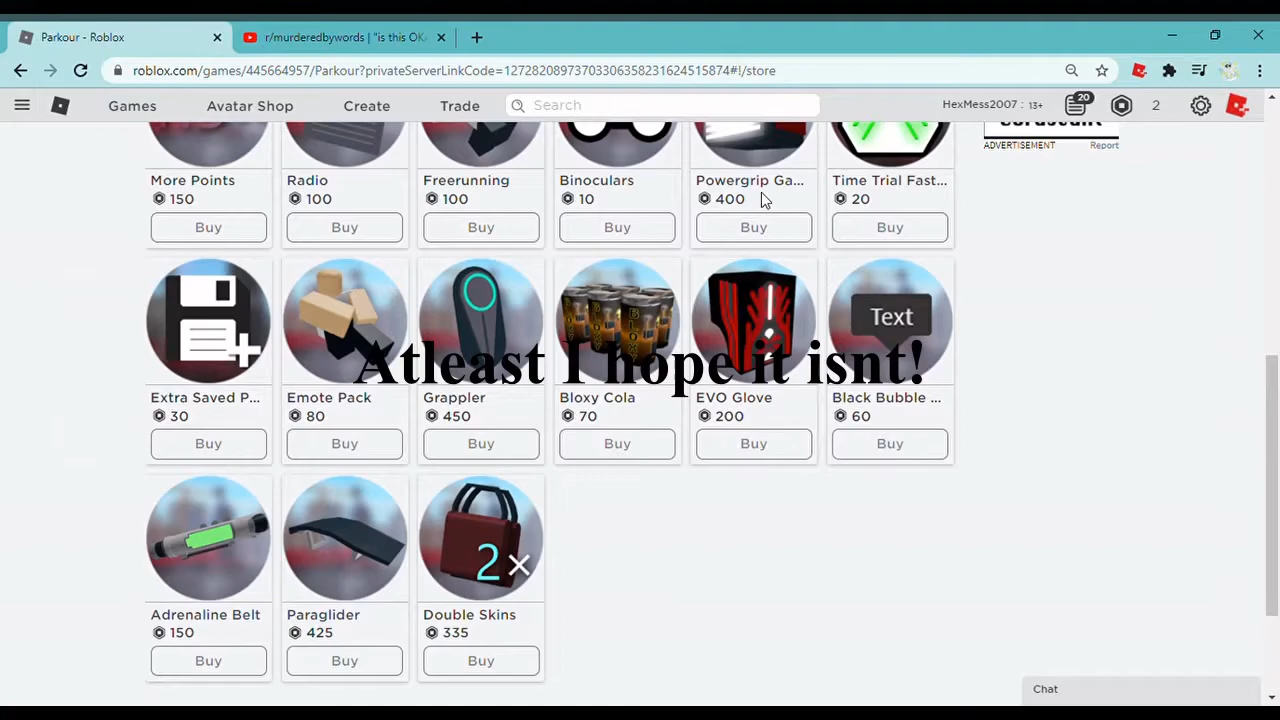 Parkour - Roblox
r/murderedbywords | "is this OK
roblox.com/games/445664957/Parkour?privateServerLinkCode=12728208973703306358231624515874#!/store
Games Avatar Shop Create Trade Search HexMess2007 : 13+ 20 2
ADVERTISEMENT Report
More Points Radio Freerunning Binoculars Powergrip Ga... Time Trial Fast...
150 100 100 10 400 20
Buy Buy Buy Buy Buy Buy
Text
Atleast I hope it isnt!
Extra Saved P... Emote Pack Grappler Bloxy Cola EVO Glove Black Bubble ...
30 80 450 70 200 60
Buy Buy Buy Buy Buy Buy
2×
Adrenaline Belt Paraglider Double Skins
150 425 335
Buy Buy Buy
Chat